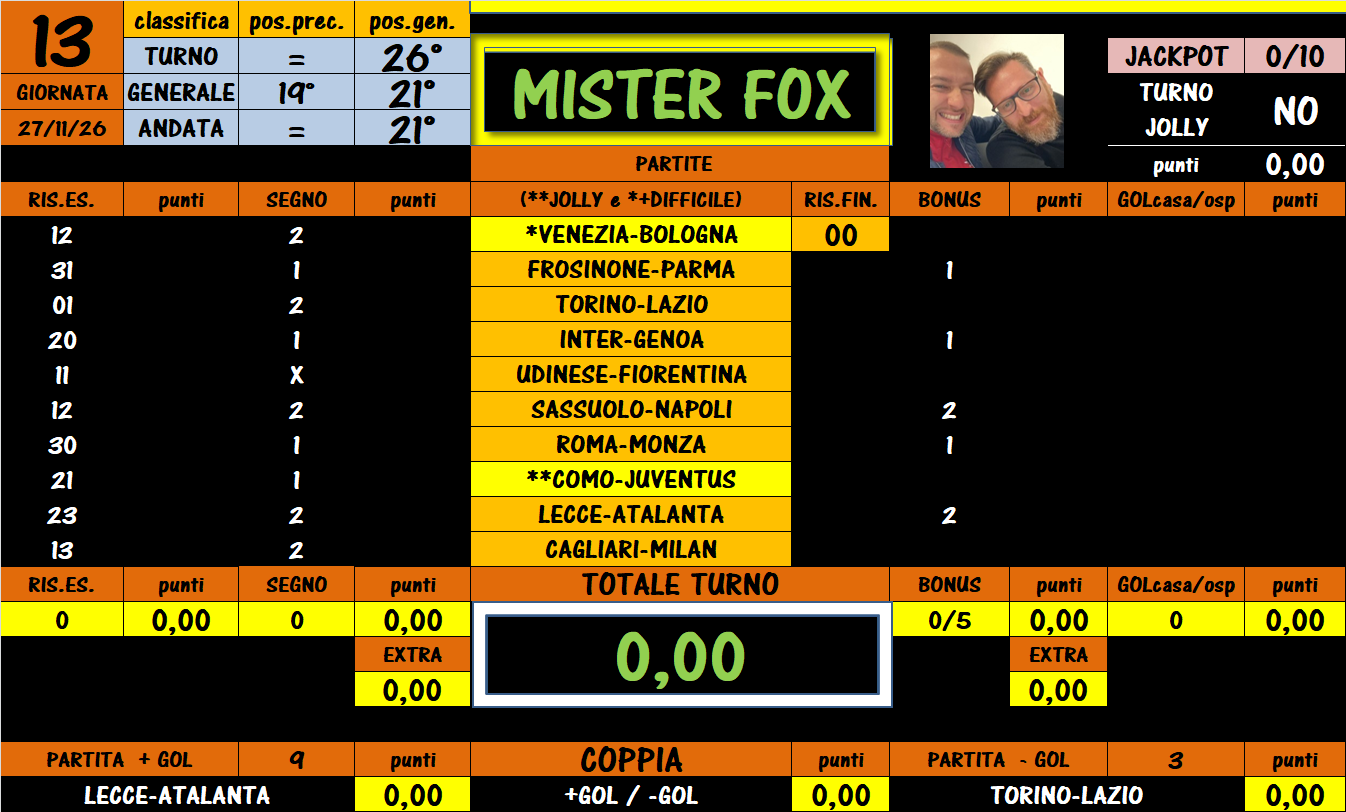 13 classifica pos.prec. pos.gen.
TURNO = 26°
GIORNATA GENERALE 19° 21°
27/11/26 ANDATA = 21°
MISTER FOX
JACKPOT 0/10
TURNO JOLLY NO
punti 0,00
PARTITE
RIS.ES. punti SEGNO punti (**JOLLY e *+DIFFICILE) RIS.FIN. BONUS punti GOLcasa/osp punti
12 2 *VENEZIA-BOLOGNA 00
31 1 FROSINONE-PARMA 1
01 2 TORINO-LAZIO
20 1 INTER-GENOA 1
11 X UDINESE-FIORENTINA
12 2 SASSUOLO-NAPOLI 2
30 1 ROMA-MONZA 1
21 1 **COMO-JUVENTUS
23 2 LECCE-ATALANTA 2
13 2 CAGLIARI-MILAN
RIS.ES. punti SEGNO punti TOTALE TURNO BONUS punti GOLcasa/osp punti
0 0,00 0 0,00 0,00 0/5 0,00 0 0,00
EXTRA EXTRA
0,00 0,00
PARTITA + GOL 9 punti COPPIA punti PARTITA - GOL 3 punti
LECCE-ATALANTA 0,00 +GOL / -GOL 0,00 TORINO-LAZIO 0,00